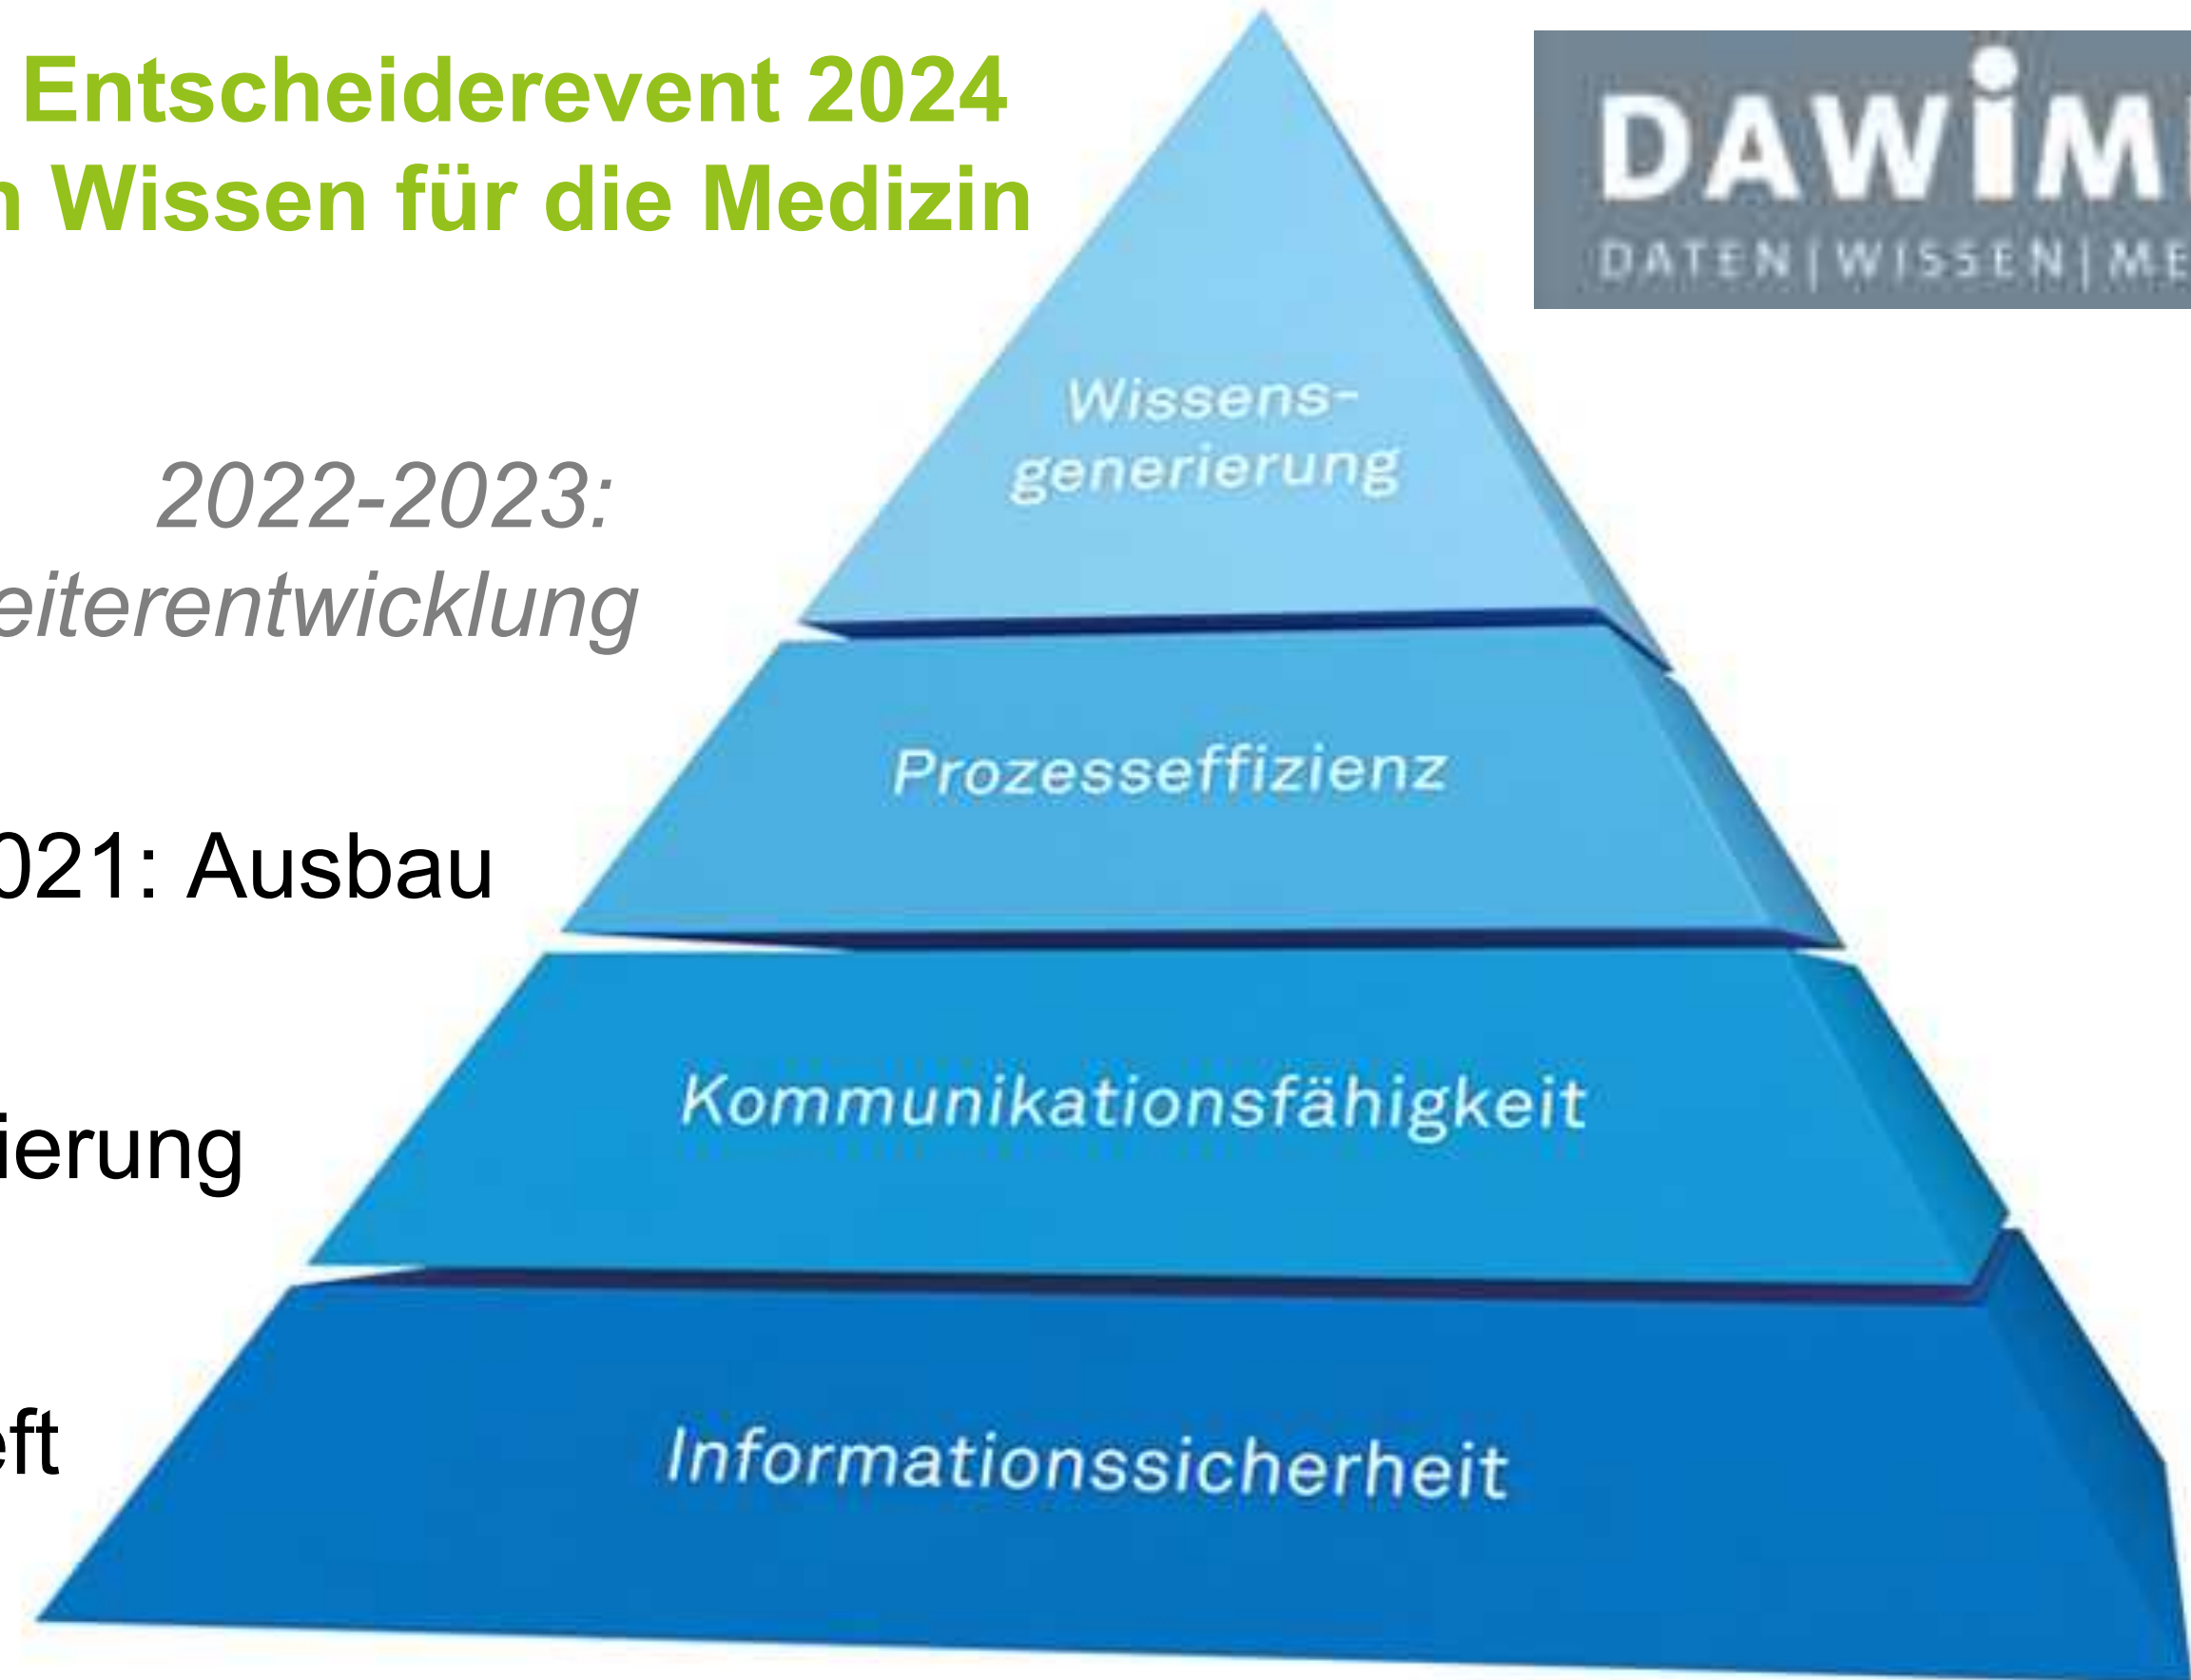 Entscheiderevent 2024
n Wissen für die Medizin
DAWiM
DATEN|WISSEN|ME
2022-2023:
eiterentwicklung
Wissens-
generierung
Prozesseffizienz
021: Ausbau
Kommunikationsfähigkeit
ierung
Informationssicherheit
eft